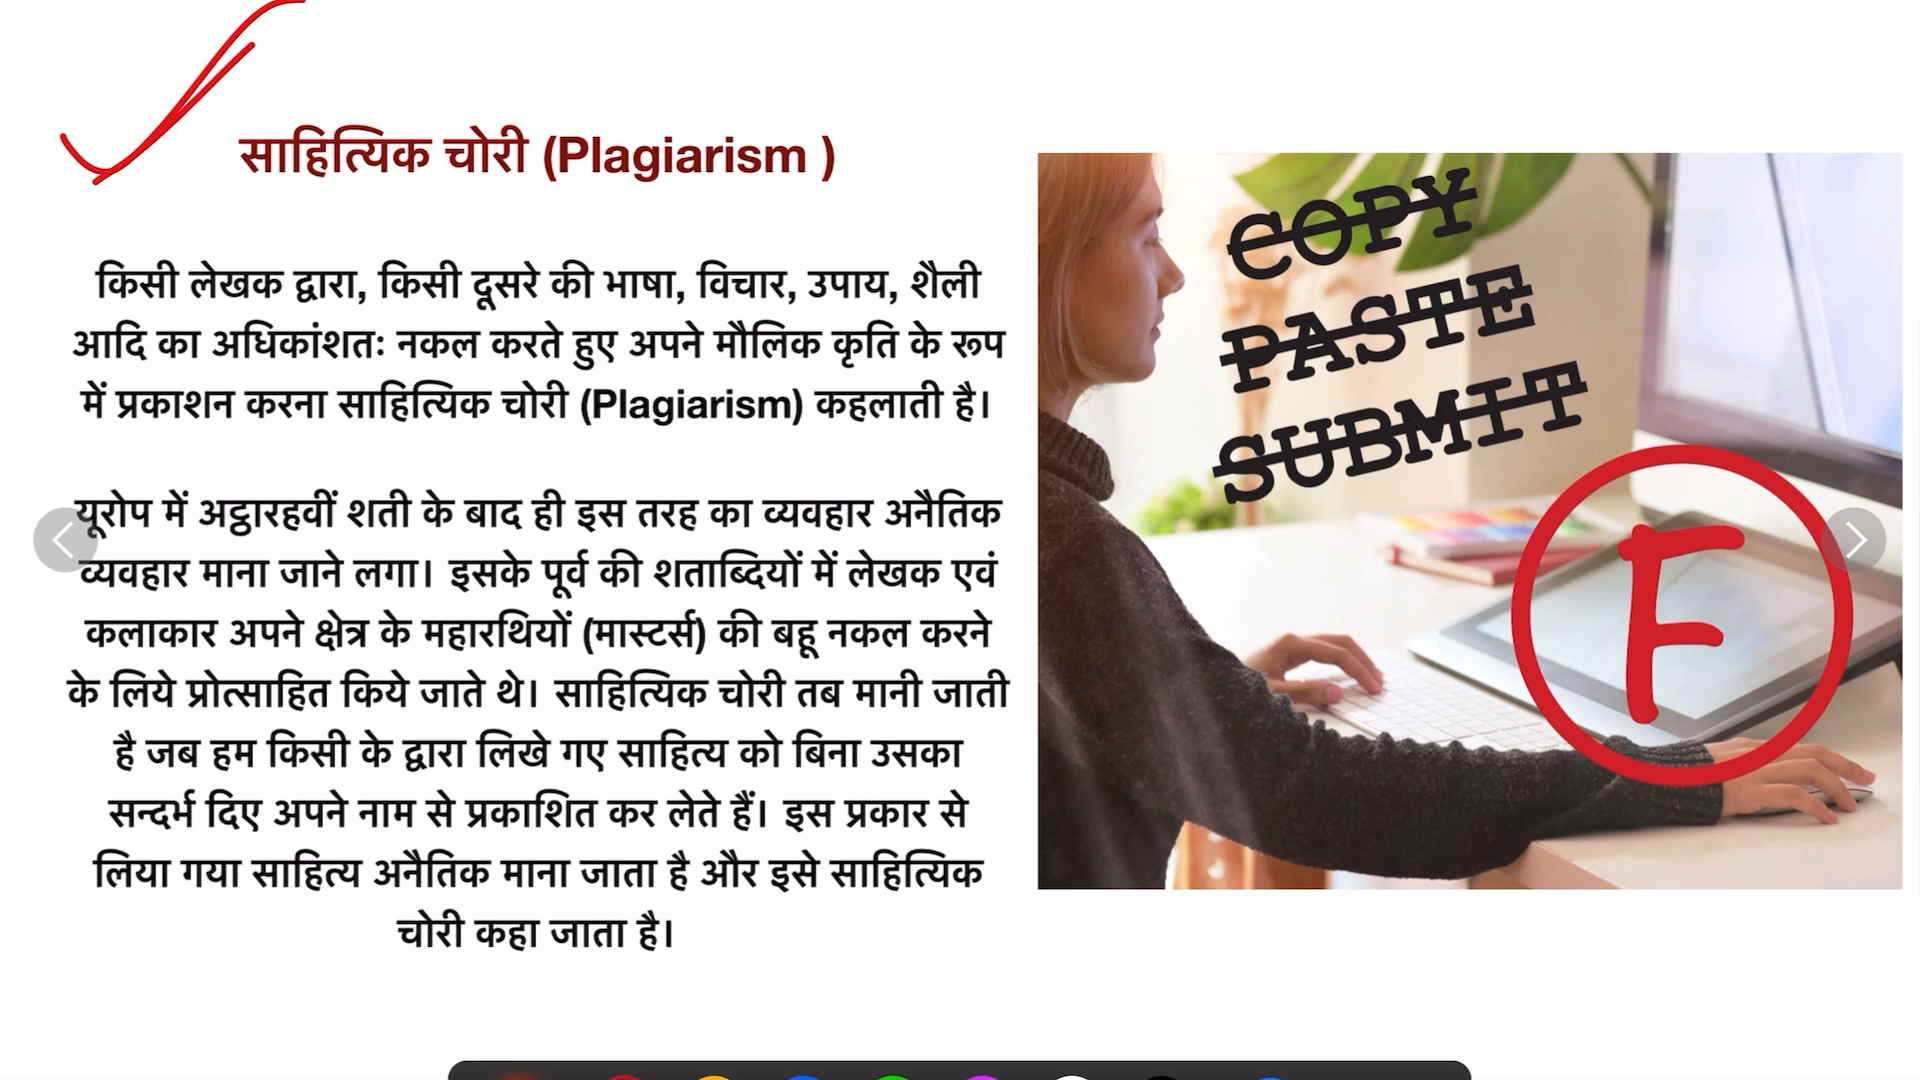 साहित्यिक चोरी (Plagiarism )
किसी लेखक द्वारा, किसी दूसरे की भाषा, विचार, उपाय, शैली
आदि का अधिकांशतः नकल करते हुए अपने मौलिक कृति के रूप
में प्रकाशन करना साहित्यिक चोरी (Plagiarism) कहलाती है।
यूरोप में अट्ठारहवीं शती के बाद ही इस तरह का व्यवहार अनैतिक
व्यवहार माना जाने लगा। इसके पूर्व की शताब्दियों में लेखक एवं
कलाकार अपने क्षेत्र के महारथियों (मास्टर्स) की बहू नकल करने
के लिये प्रोत्साहित किये जाते थे। साहित्यिक चोरी तब मानी जाती
है जब हम किसी के द्वारा लिखे गए साहित्य को बिना उसका
सन्दर्भ दिए अपने नाम से प्रकाशित कर लेते हैं। इस प्रकार से
लिया गया साहित्य अनैतिक माना जाता है और इसे साहित्यिक
चोरी कहा जाता है।
COPY
PASTE
SUBMIT
F